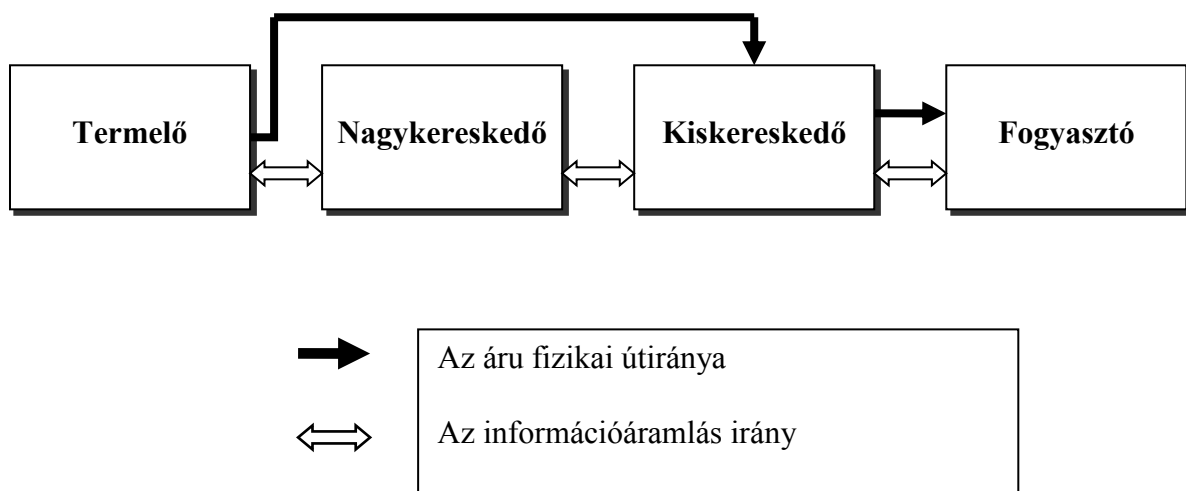 Termelő
Nagykereskedő
Kiskereskedő
Fogyasztó
Az áru fizikai útiránya
Az információáramlás irány